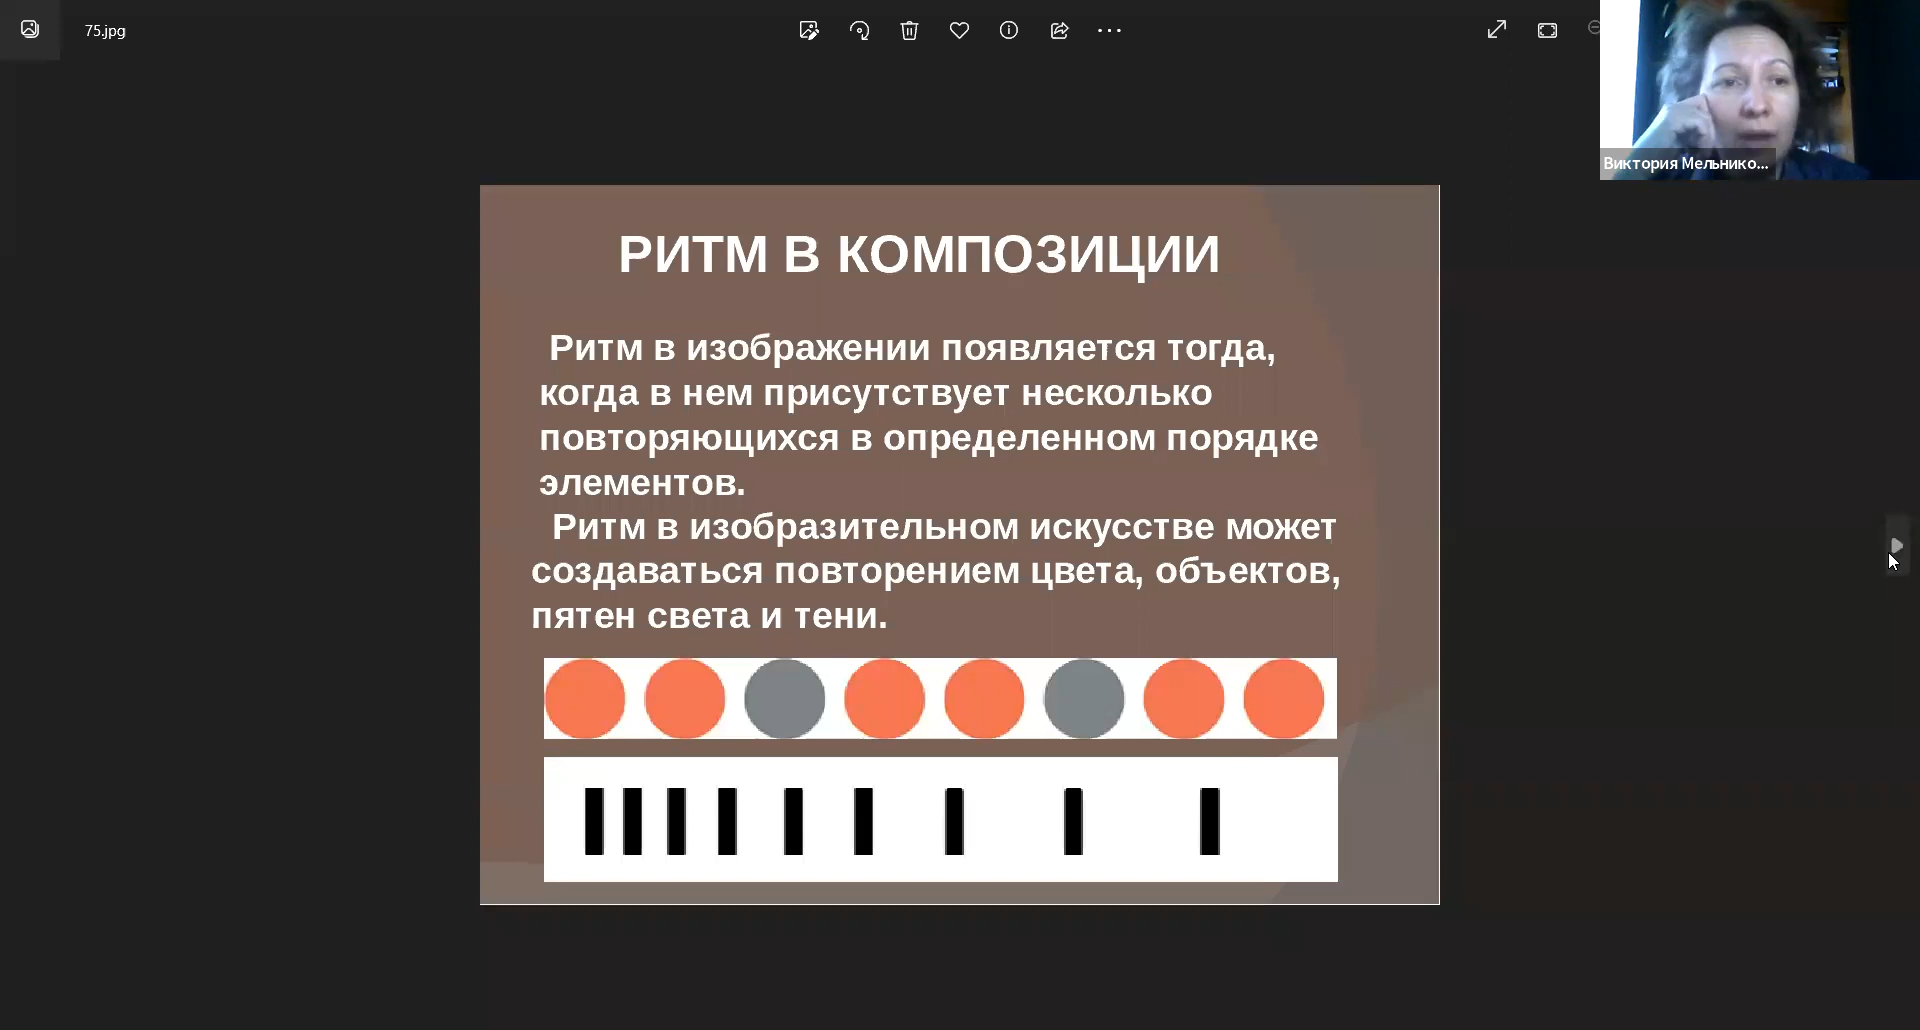 75.jpg
Виктория Мельнико...
РИТМ В КОМПОЗИЦИИ
Ритм в изображении появляется тогда,
когда в нем присутствует несколько
повторяющихся в определенном порядке
элементов.
Ритм в изобразительном искусстве может
создаваться повторением цвета, объектов,
пятен света и тени.